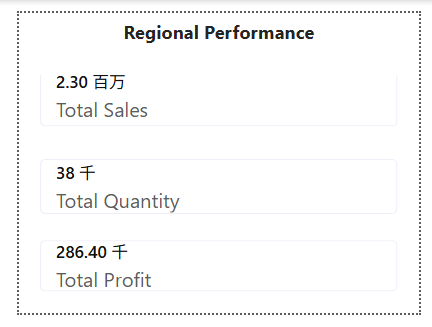 Regional Performance
2.30 百万
Total Sales
38 千
Total Quantity
286.40 千
Total Profit